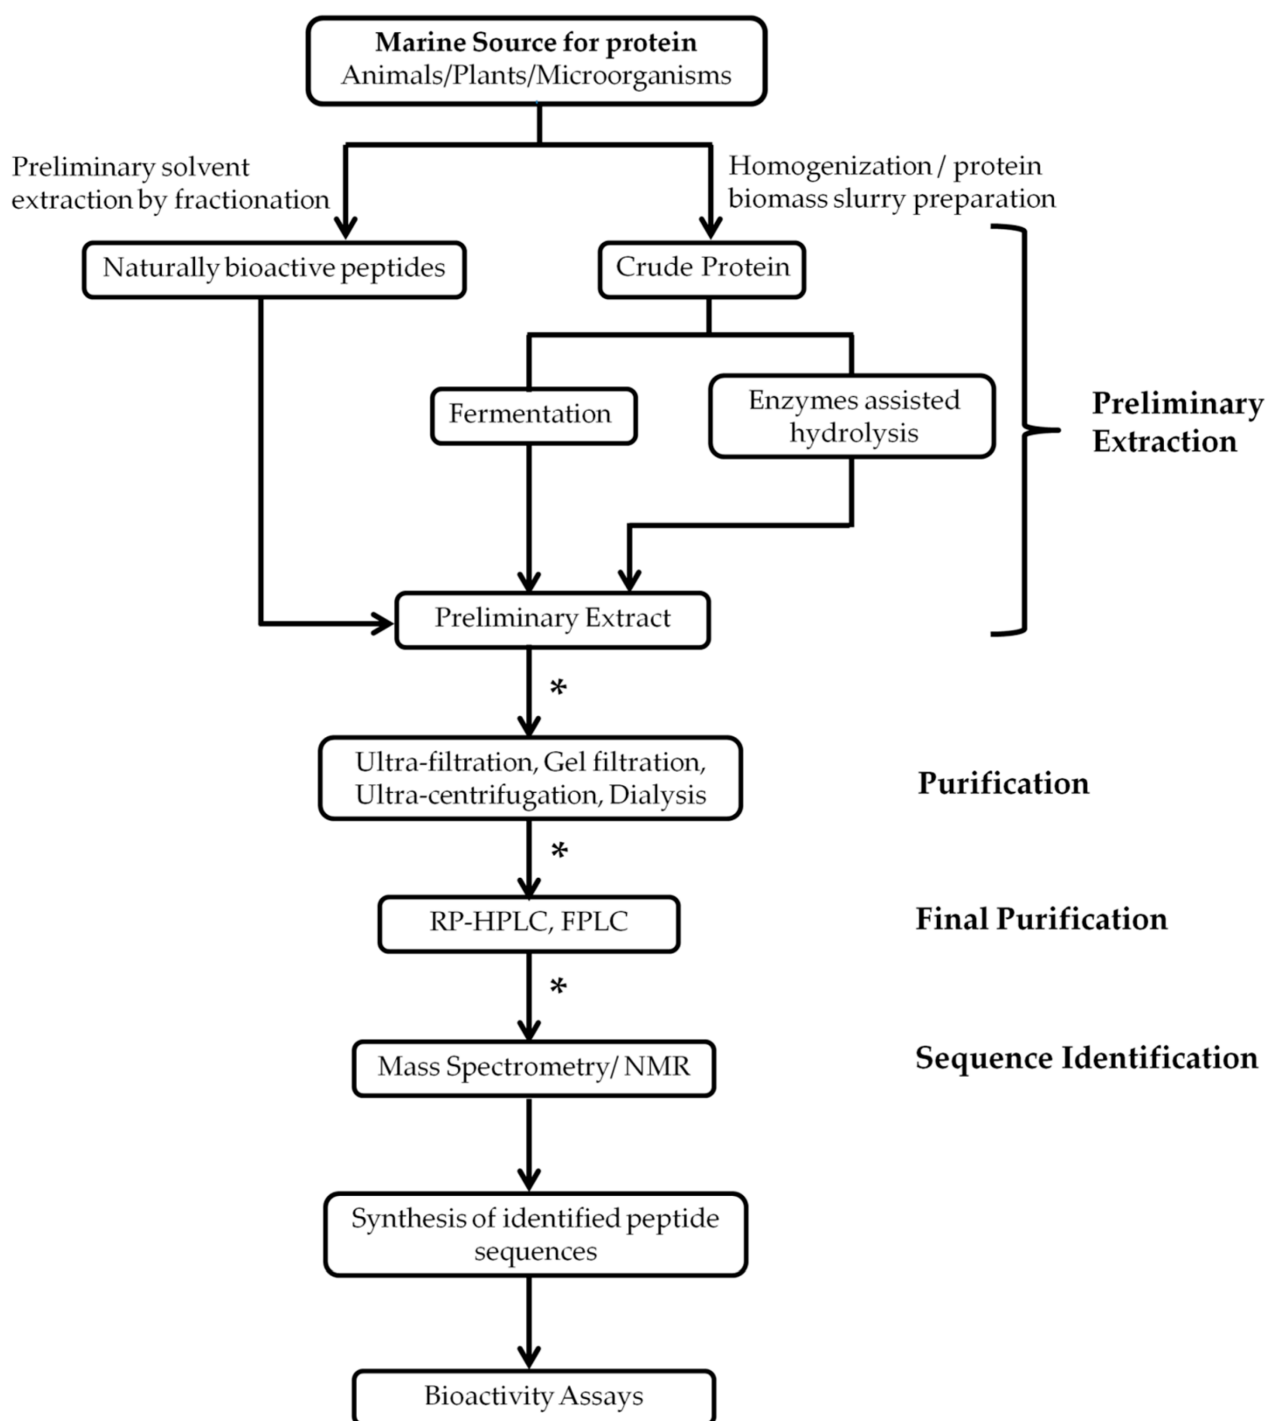 Marine Source for protein
Animals/Plants/Microorganisms
Preliminary solvent
extraction by fractionation
Homogenization / protein
biomass slurry preparation
Naturally bioactive peptides
Crude Protein
Fermentation
Enzymes assisted
hydrolysis
Preliminary
Extraction
Preliminary Extract
*
Ultra-filtration, Gel filtration,
Ultra-centrifugation, Dialysis
Purification
*
RP-HPLC, FPLC
Final Purification
*
Mass Spectrometry/ NMR
Sequence Identification
Synthesis of identified peptide
sequences
Bioactivity Assays